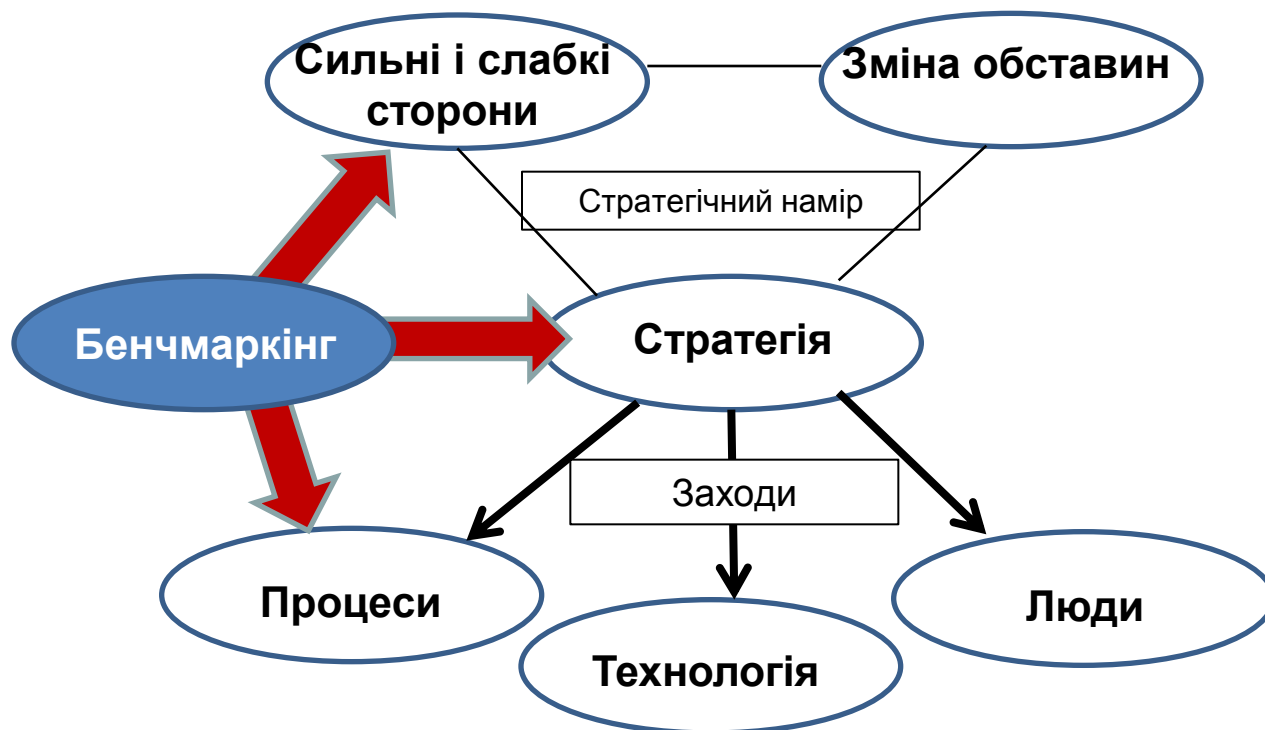 Сильні і слабкі
сторони
Зміна обставин
Стратегічний намір
Бенчмаркінг
Стратегія
Заходи
Процеси
Технологія
Люди